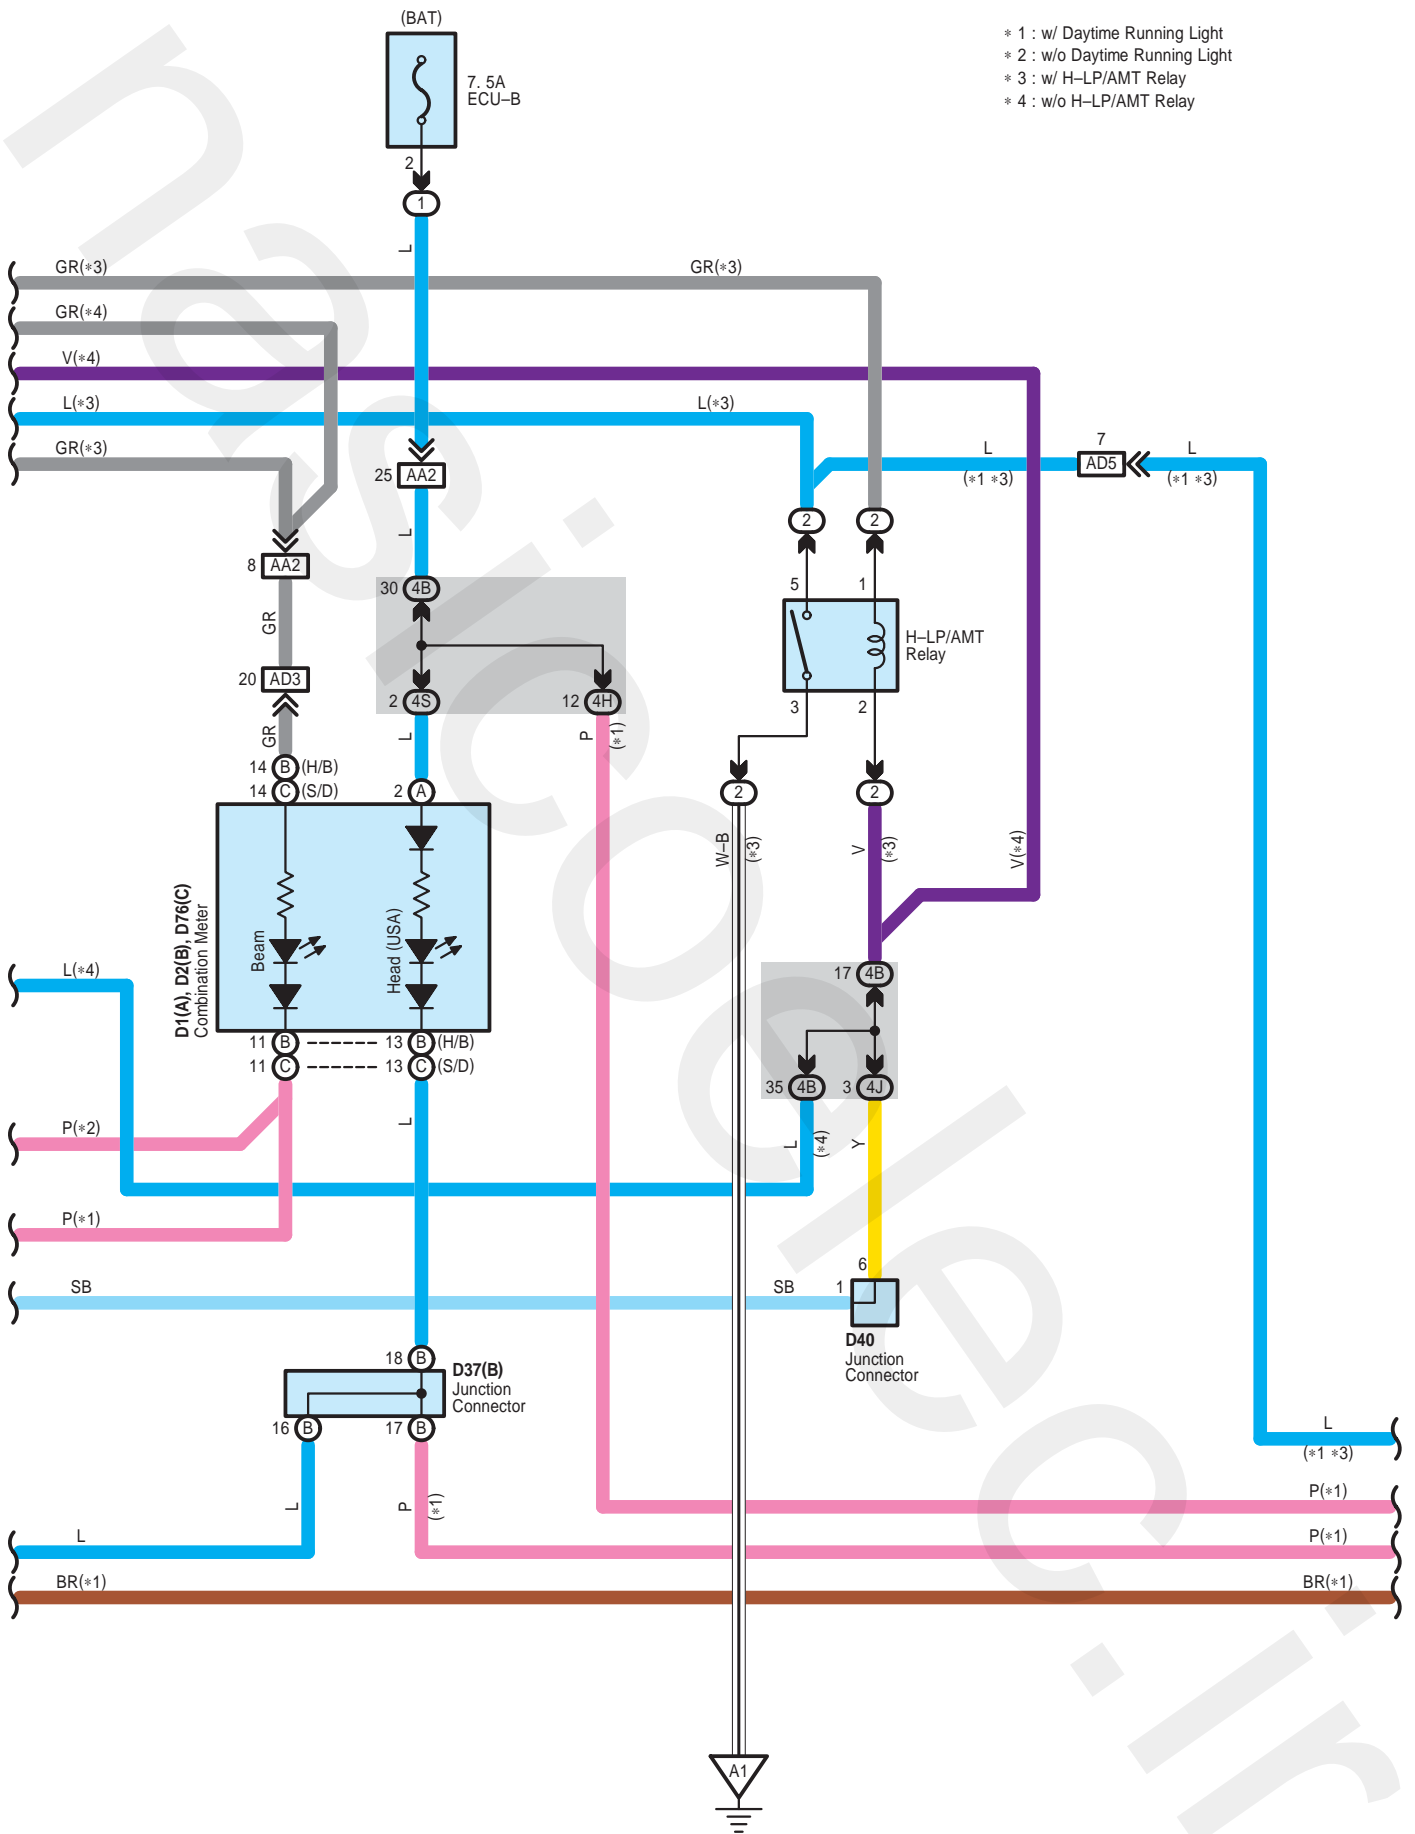 (BAT)
7. 5A
ECU–B
∗ 1 : w/ Daytime Running Light
∗ 2 : w/o Daytime Running Light
∗ 3 : w/ H–LP/AMT Relay
∗ 4 : w/o H–LP/AMT Relay
2
1
L
GR(∗3)
GR(∗3)
GR(∗4)
V(∗4)
L(∗3)
L(∗3)
GR(∗3)
25 AA2
L
(∗1 ∗3)
7
AD5
L
(∗1 ∗3)
L
2
2
8 AA2
GR
30 4B
5
1
H–LP/AMT
Relay
20 AD3
2 4S
12 4H
3
2
GR
L
P
(∗1)
14 B (H/B)
14 C (S/D)
2 A
2
2
W–B
(∗3)
V
(∗3)
V(∗4)
D1(A), D2(B), D76(C)
Combination Meter
Beam
Head (USA)
L(∗4)
17 4B
11 B
13 B (H/B)
11 C
13 C (S/D)
35 4B
3 4J
L
L
(∗4)
Y
P(∗2)
P(∗1)
SB
SB
6
1
D40
Junction
Connector
18 B
D37(B)
Junction
Connector
16 B
17 B
L
P
(∗1)
L
(∗1 ∗3)
P(∗1)
L
P(∗1)
BR(∗1)
BR(∗1)
A1
nasicoelec.ir